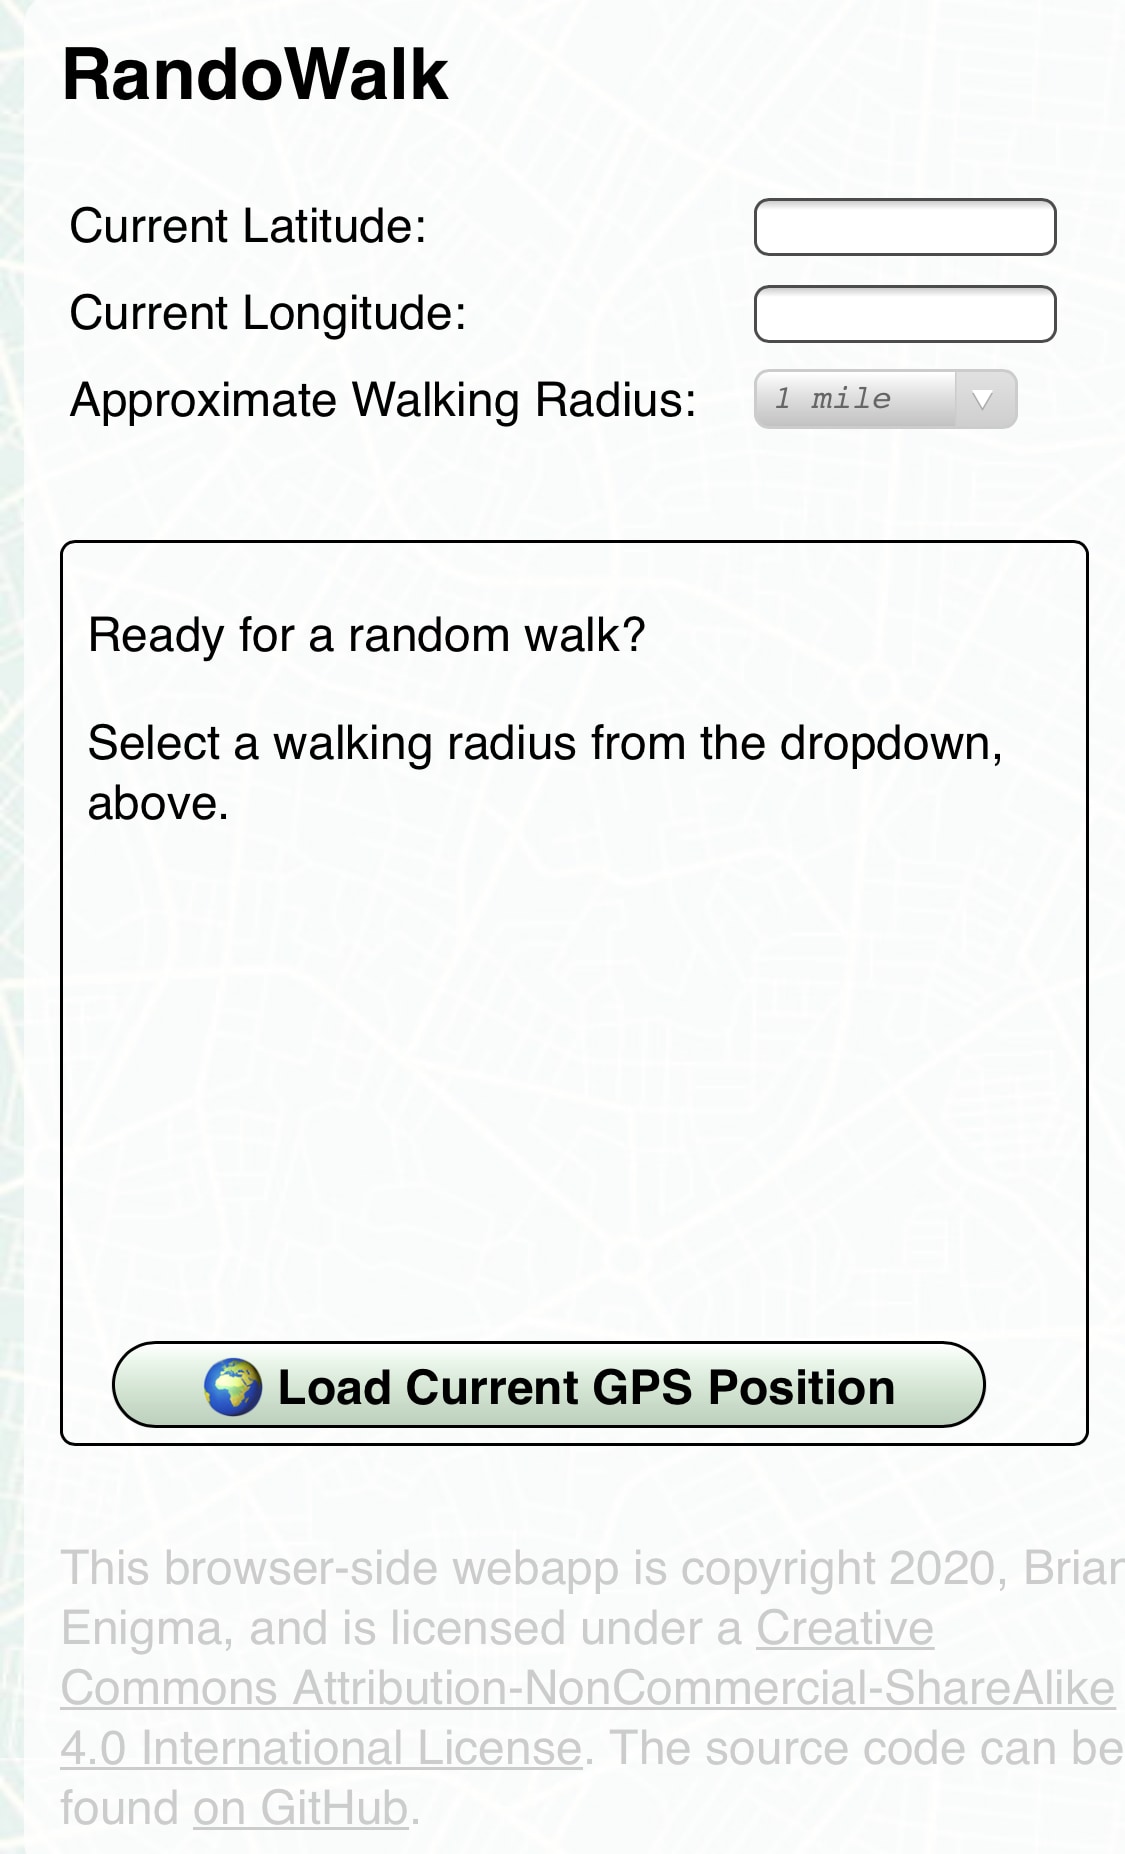 RandoWalk
Current Latitude:
Current Longitude:
Approximate Walking Radius: 1 mile
Ready for a random walk?
Select a walking radius from the dropdown,
above.
Load Current GPS Position
This browser-side webapp is copyright 2020, Brian
Enigma, and is licensed under a Creative
Commons Attribution-NonCommercial-ShareAlike
4.0 International License. The source code can be
found on GitHub.